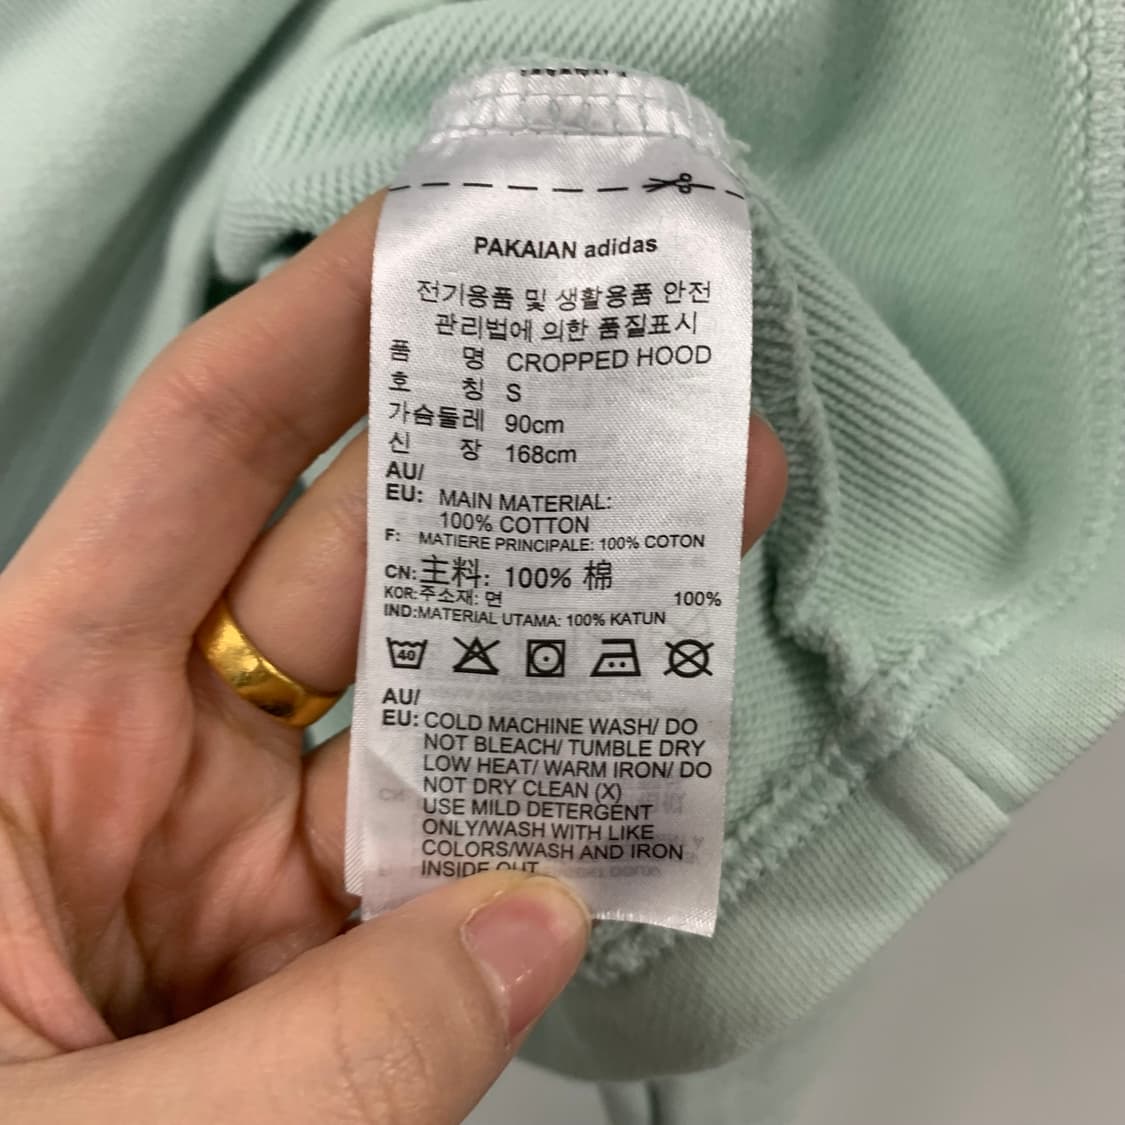 PAKAIAN adidas
전기용품 및 생활용품 안전
관리법에 의한 품질표시
품 명 CROPPED HOOD
호 칭 S
가슴둘레 90cm
신 장 168cm
AU/
EU: MAIN MATERIAL:
100% COTTON
F: MATIERE PRINCIPALE: 100% COTON
CN: 主料: 100% 棉
KOR: 주소재: 면 100%
IND: MATERIAL UTAMA: 100% KATUN
40
AU/
EU: COLD MACHINE WASH/ DO
NOT BLEACH/ TUMBLE DRY
LOW HEAT/ WARM IRON/ DO
NOT DRY CLEAN (X)
USE MILD DETERGENT
ONLY/WASH WITH LIKE
COLORS/WASH AND IRON
INSIDE OUT